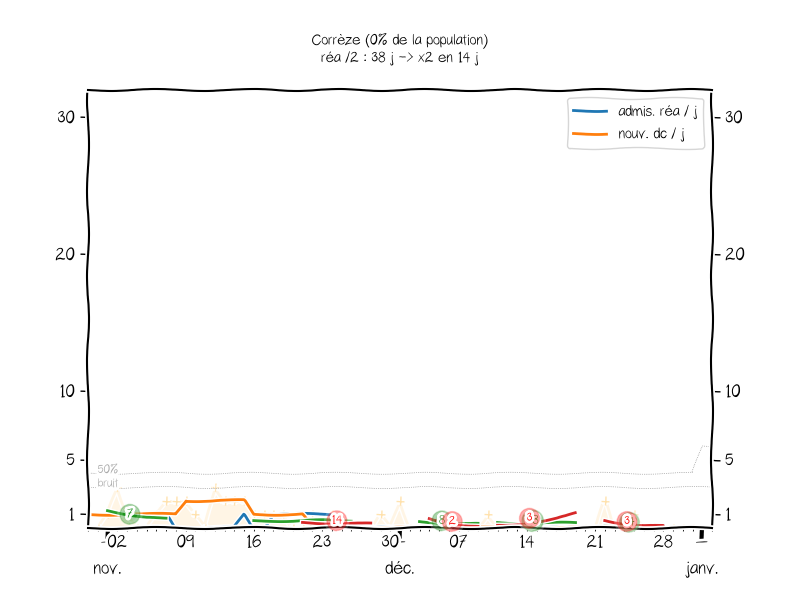 Corrèze (0% de la population)
réa /2 : 38 j -> x2 en 14 j
admis. réa / j
nouv. dc / j
30 30
20 20
10 10
5 5
50%
bruit
1 1
7 14 8 2 33 31
02 09 16 23 30 07 14 21 28
nov. déc. janv.